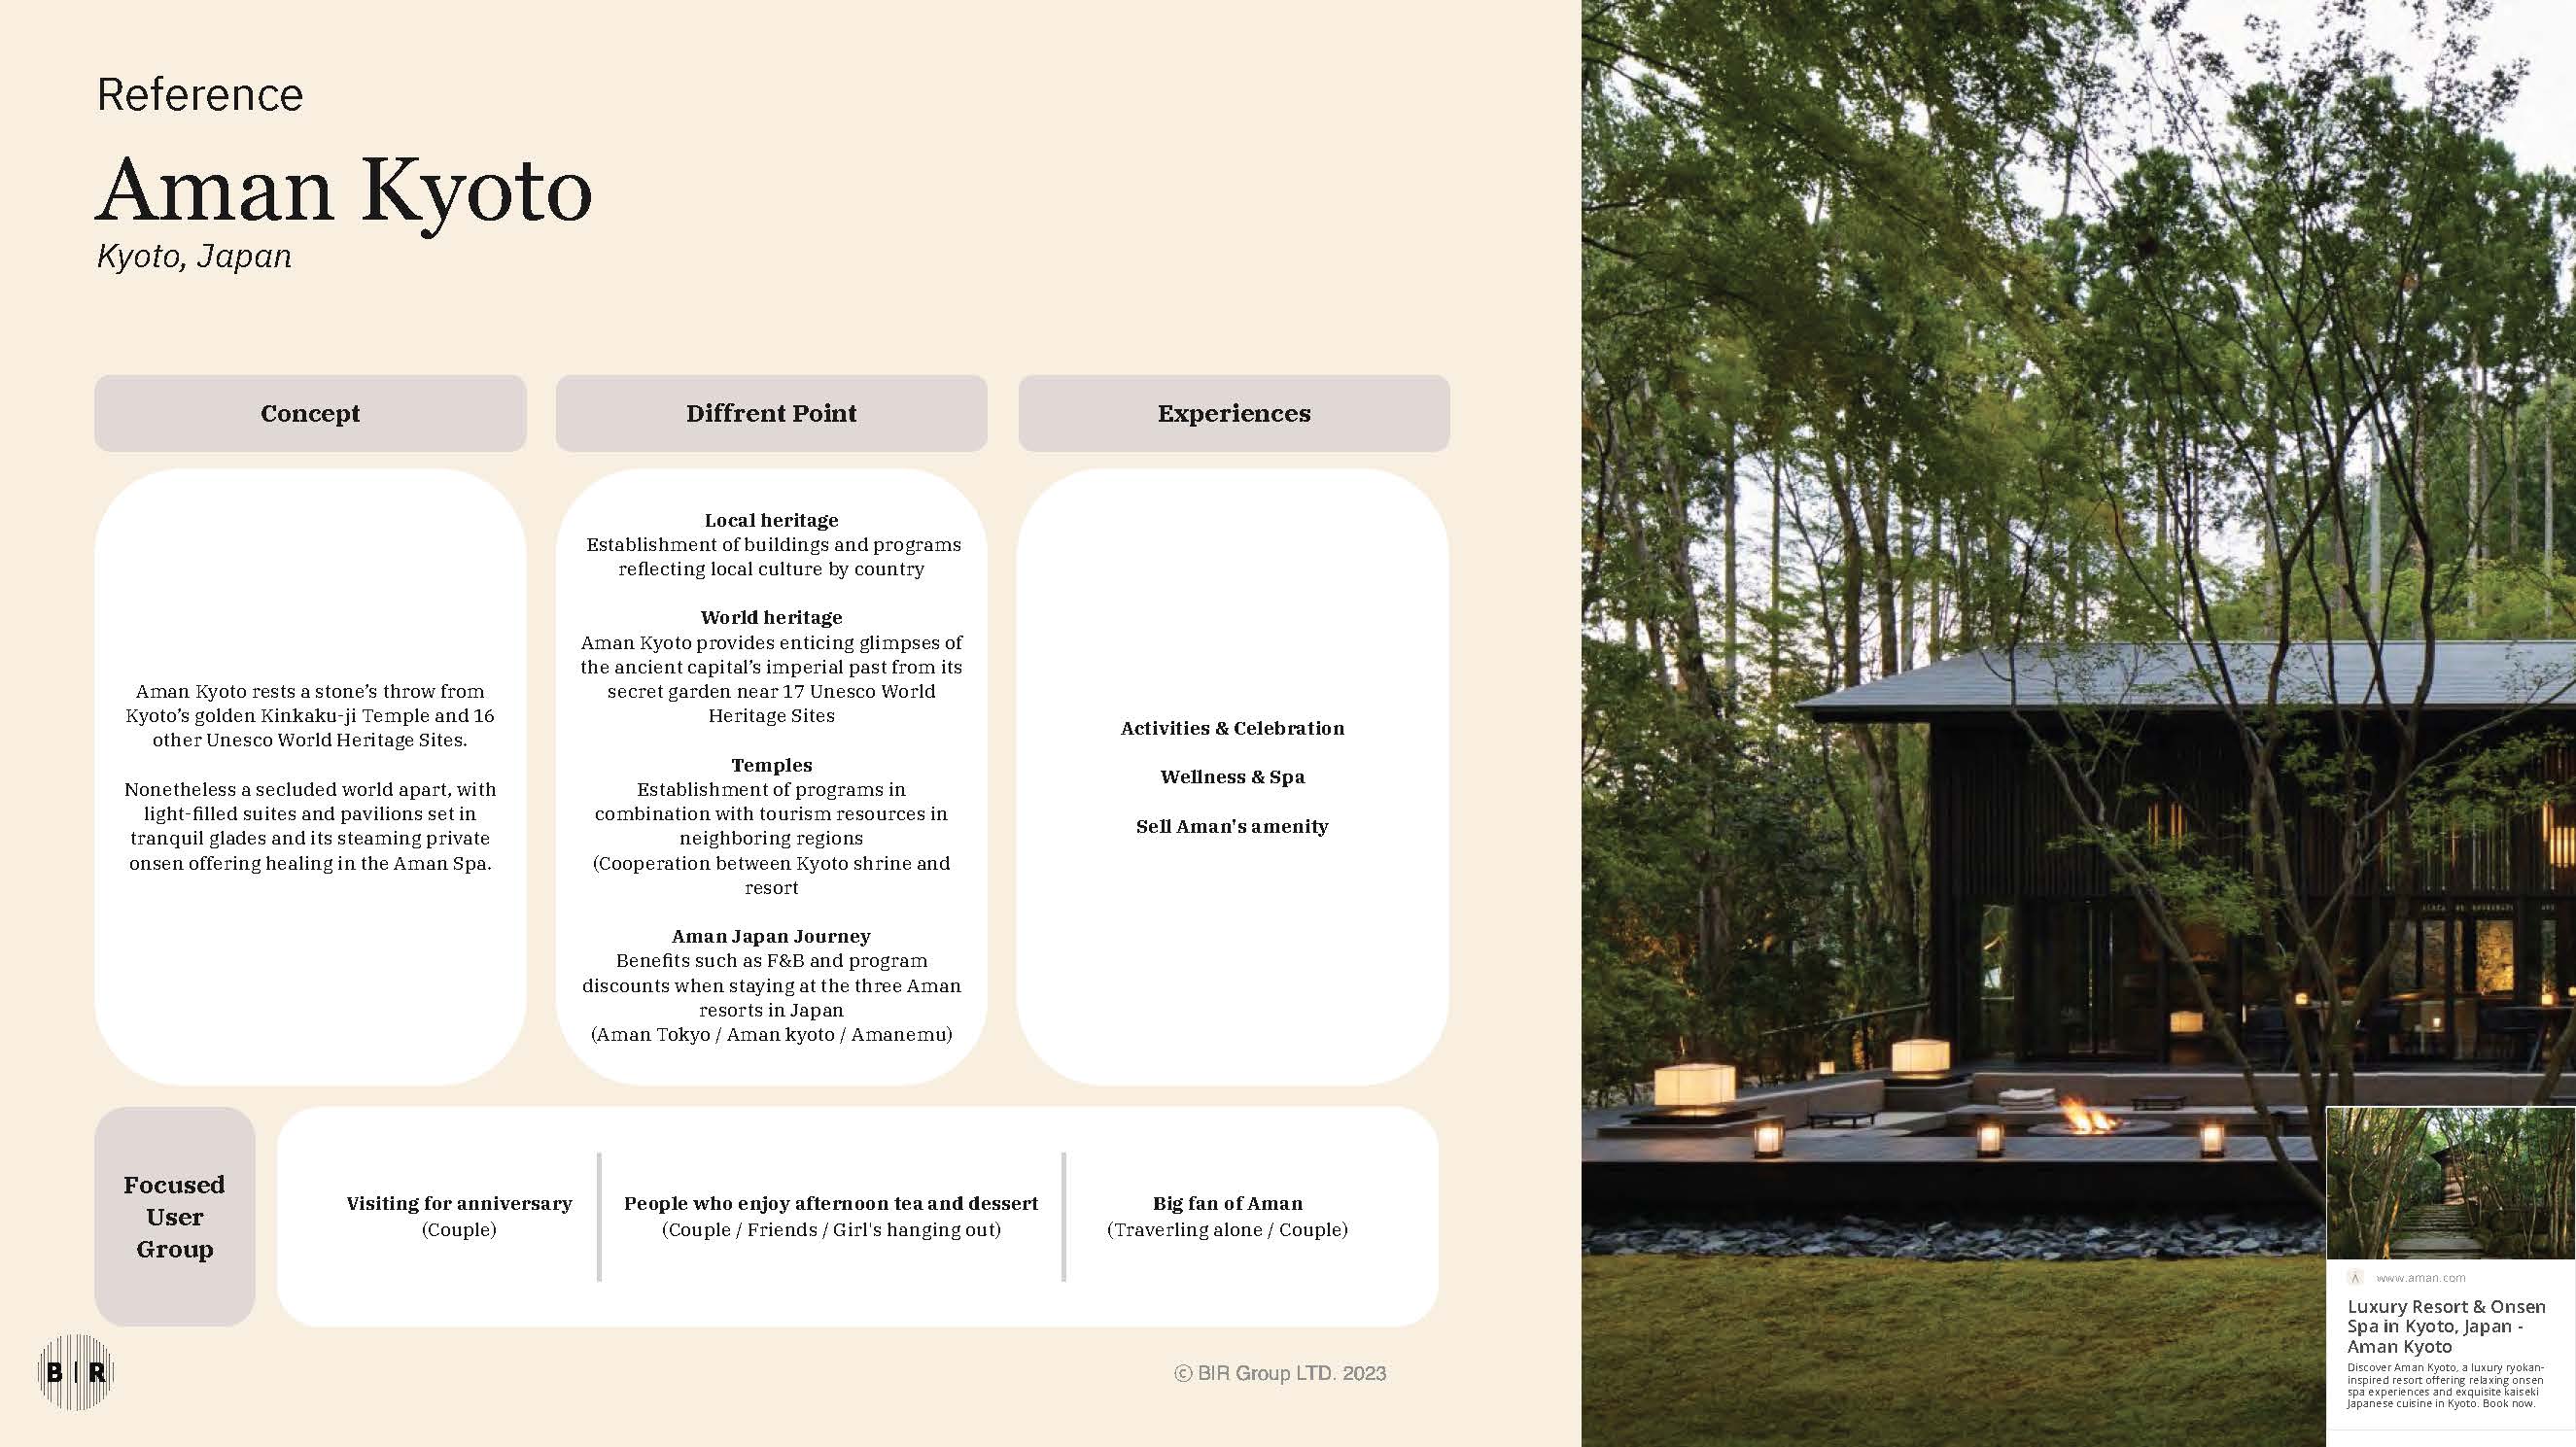 Reference
Aman Kyoto
Kyoto, Japan
Concept
Aman Kyoto rests a stone’s throw from
Kyoto’s golden Kinkaku-ji Temple and 16
other Unesco World Heritage Sites.
Nonetheless a secluded world apart, with
light-filled suites and pavilions set in
tranquil glades and its steaming private
onsen offering healing in the Aman Spa.
Diffrent Point
Local heritage
Establishment of buildings and programs
reflecting local culture by country
World heritage
Aman Kyoto provides enticing glimpses of
the ancient capital’s imperial past from its
secret garden near 17 Unesco World
Heritage Sites
Temples
Establishment of programs in
combination with tourism resources in
neighboring regions
(Cooperation between Kyoto shrine and
resort
Aman Japan Journey
Benefits such as F&B and program
discounts when staying at the three Aman
resorts in Japan
(Aman Tokyo / Aman kyoto / Amanemu)
Experiences
Activities & Celebration
Wellness & Spa
Sell Aman's amenity
Focused
User
Group
Visiting for anniversary
(Couple)
People who enjoy afternoon tea and dessert
(Couple / Friends / Girl's hanging out)
Big fan of Aman
(Traverling alone / Couple)
B | R
© BIR Group LTD. 2023
www.aman.com
Luxury Resort & Onsen
Spa in Kyoto, Japan -
Aman Kyoto
Discover Aman Kyoto, a luxury ryokan-
inspired resort offering relaxing onsen
spa experiences and exquisite kaiseki
Japanese cuisine in Kyoto. Book now.